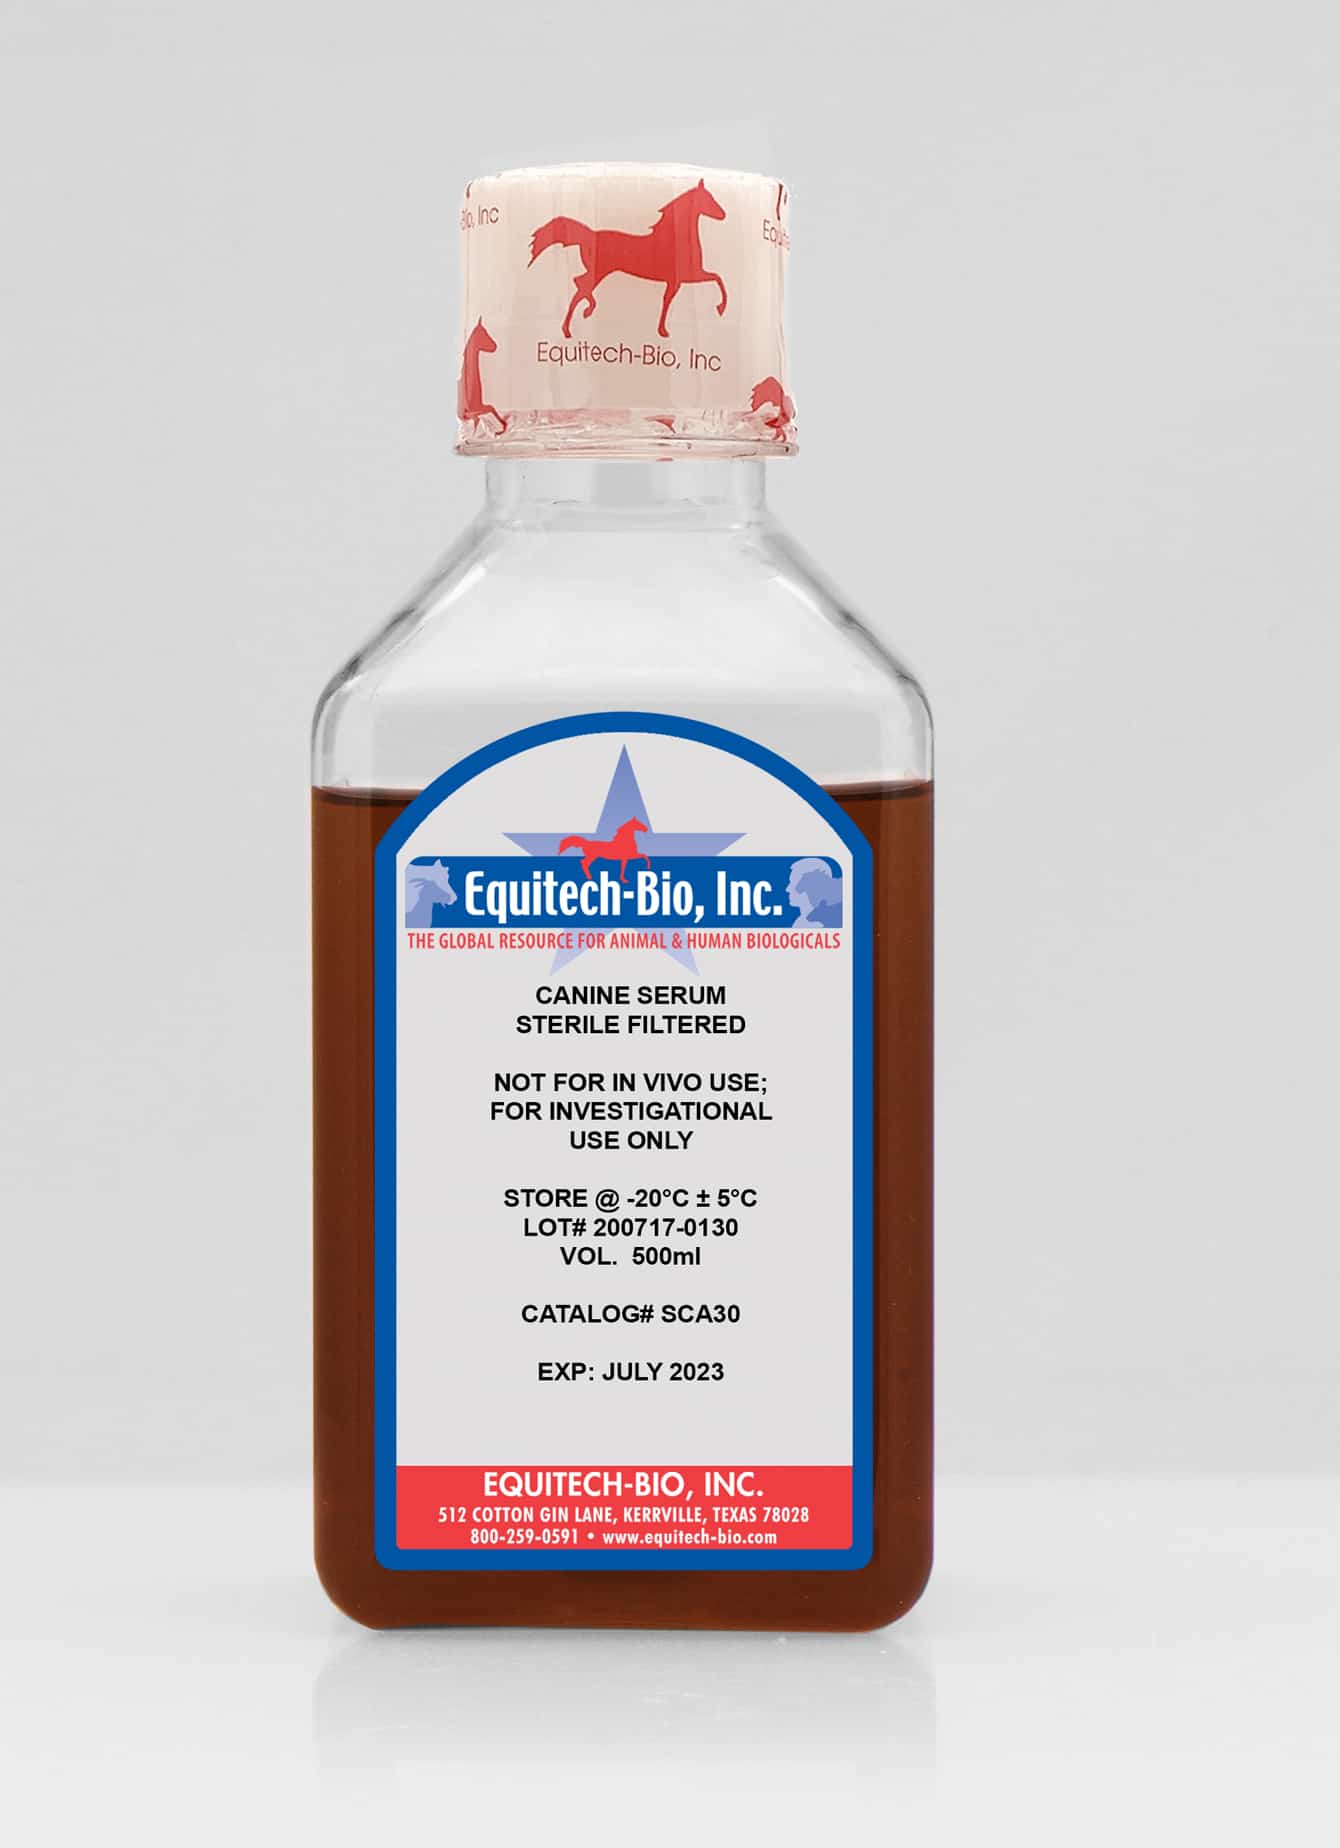 Bio, Inc
Equitech-Bio, Inc
Equitech-Bio, Inc.
THE GLOBAL RESOURCE FOR ANIMAL & HUMAN BIOLOGICALS
CANINE SERUM
STERILE FILTERED
NOT FOR IN VIVO USE;
FOR INVESTIGATIONAL
USE ONLY
STORE @ -20°C ± 5°C
LOT# 200717-0130
VOL. 500ml
CATALOG# SCA30
EXP: JULY 2023
EQUITECH-BIO, INC.
512 COTTON GIN LANE, KERRVILLE, TEXAS 78028
800-259-0591 • www.equitech-bio.com